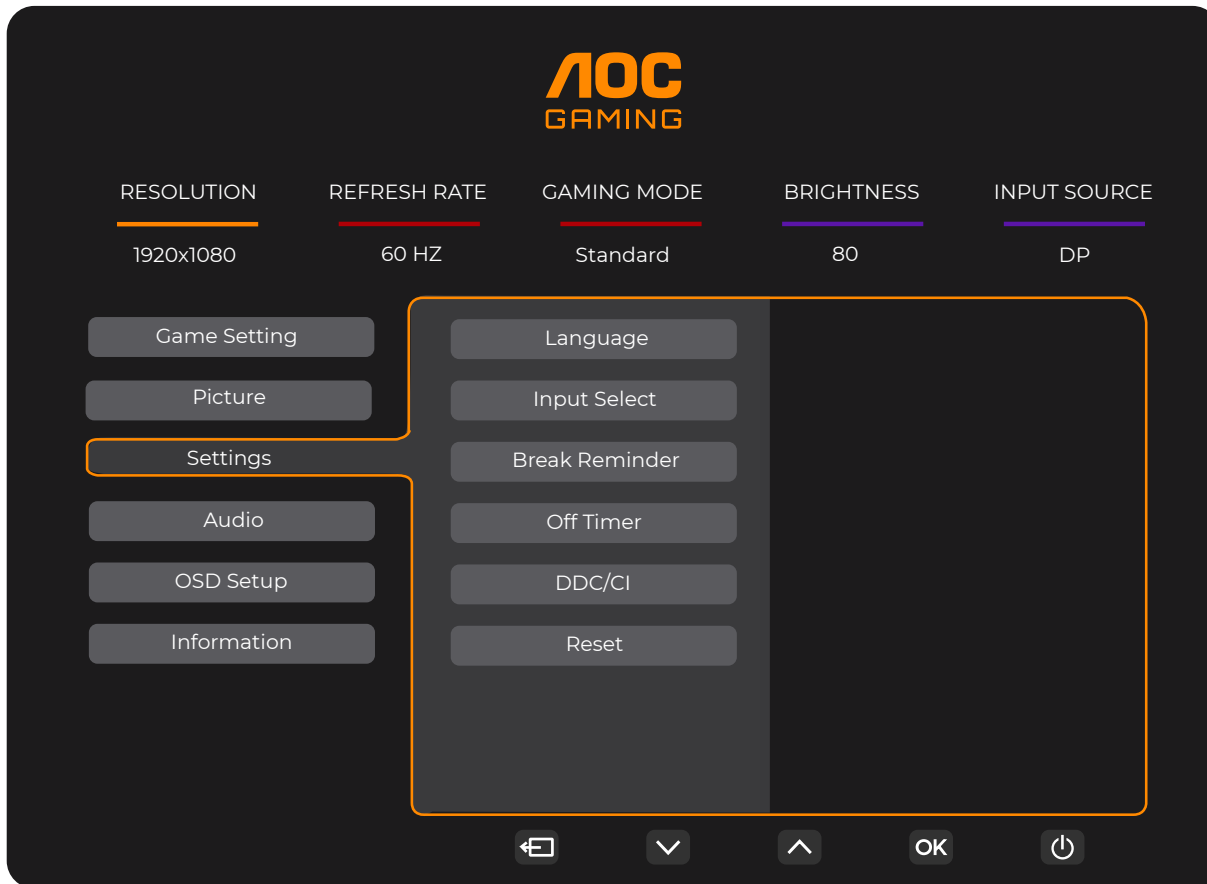 AOC
GAMING
RESOLUTION REFRESH RATE GAMING MODE BRIGHTNESS INPUT SOURCE
1920x1080 60 HZ Standard 80 DP
Game Setting
Picture
Settings
Audio
OSD Setup
Information
Language
Input Select
Break Reminder
Off Timer
DDC/CI
Reset
OK